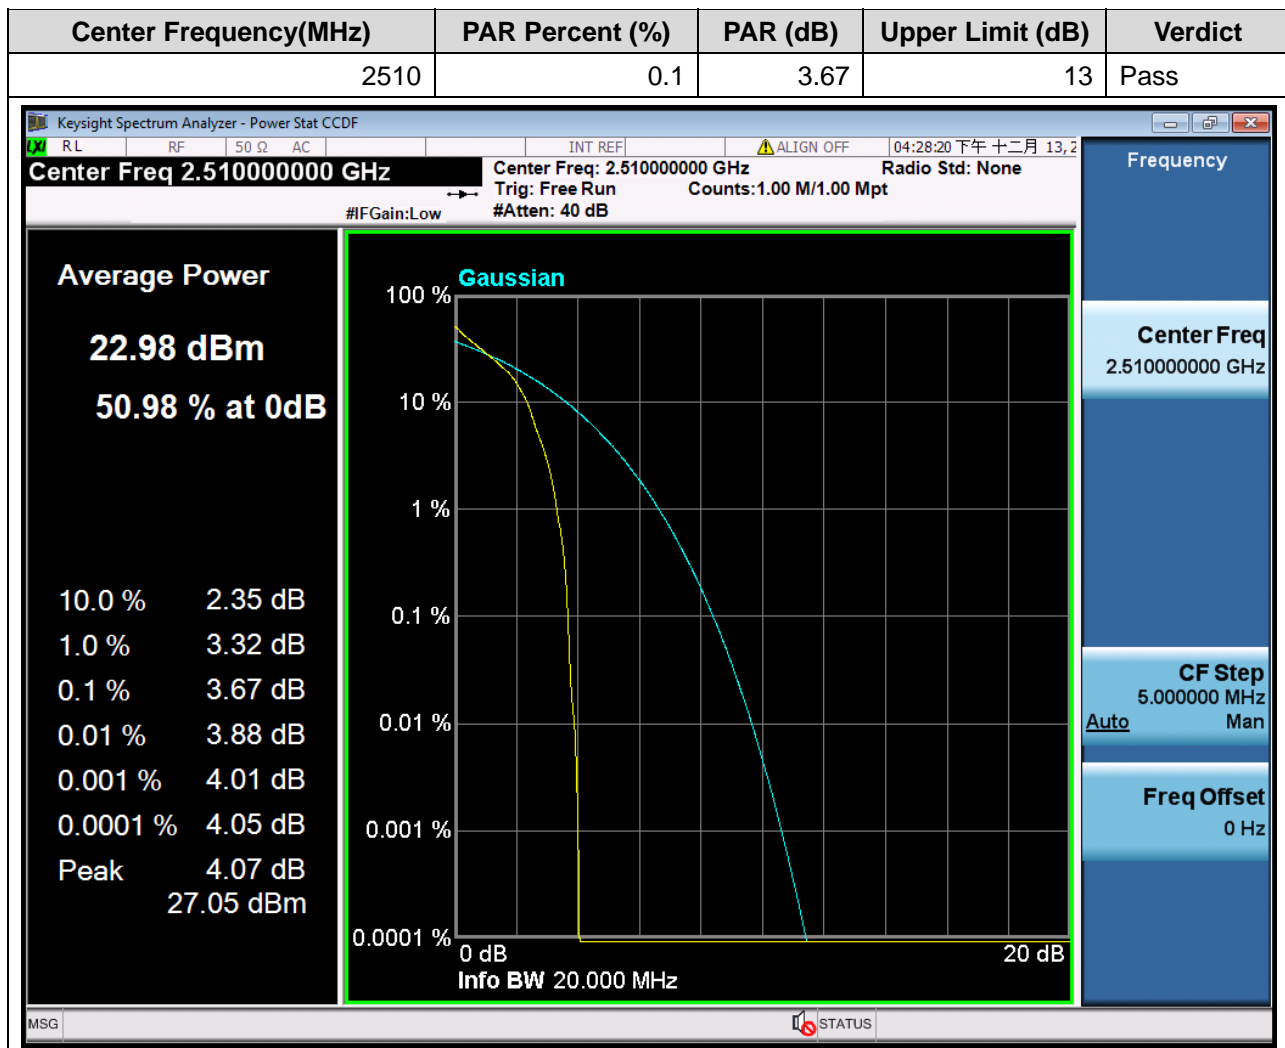 Center Frequency(MHz) PAR Percent (%) PAR (dB) Upper Limit (dB) Verdict
2510 0.1 3.67 13 Pass
Keysight Spectrum Analyzer - Power Stat CCDF
LXI RL RF 50 Ω AC INT REF ALIGN OFF 04:28:20 下午 十二月 13, 2
Center Freq 2.510000000 GHz
#IFGain:Low
Center Freq: 2.510000000 GHz Radio Std: None
Trig: Free Run Counts:1.00 M/1.00 Mpt
#Atten: 40 dB
Average Power
22.98 dBm
50.98 % at 0dB
10.0 % 2.35 dB
1.0 % 3.32 dB
0.1 % 3.67 dB
0.01 % 3.88 dB
0.001 % 4.01 dB
0.0001 % 4.05 dB
Peak 4.07 dB
27.05 dBm
Gaussian
100 %
10 %
1 %
0.1 %
0.01 %
0.001 %
0.0001 %
0 dB 20 dB
Info BW 20.000 MHz
Frequency
Center Freq
2.510000000 GHz
CF Step
5.000000 MHz
Auto Man
Freq Offset
0 Hz
MSG STATUS